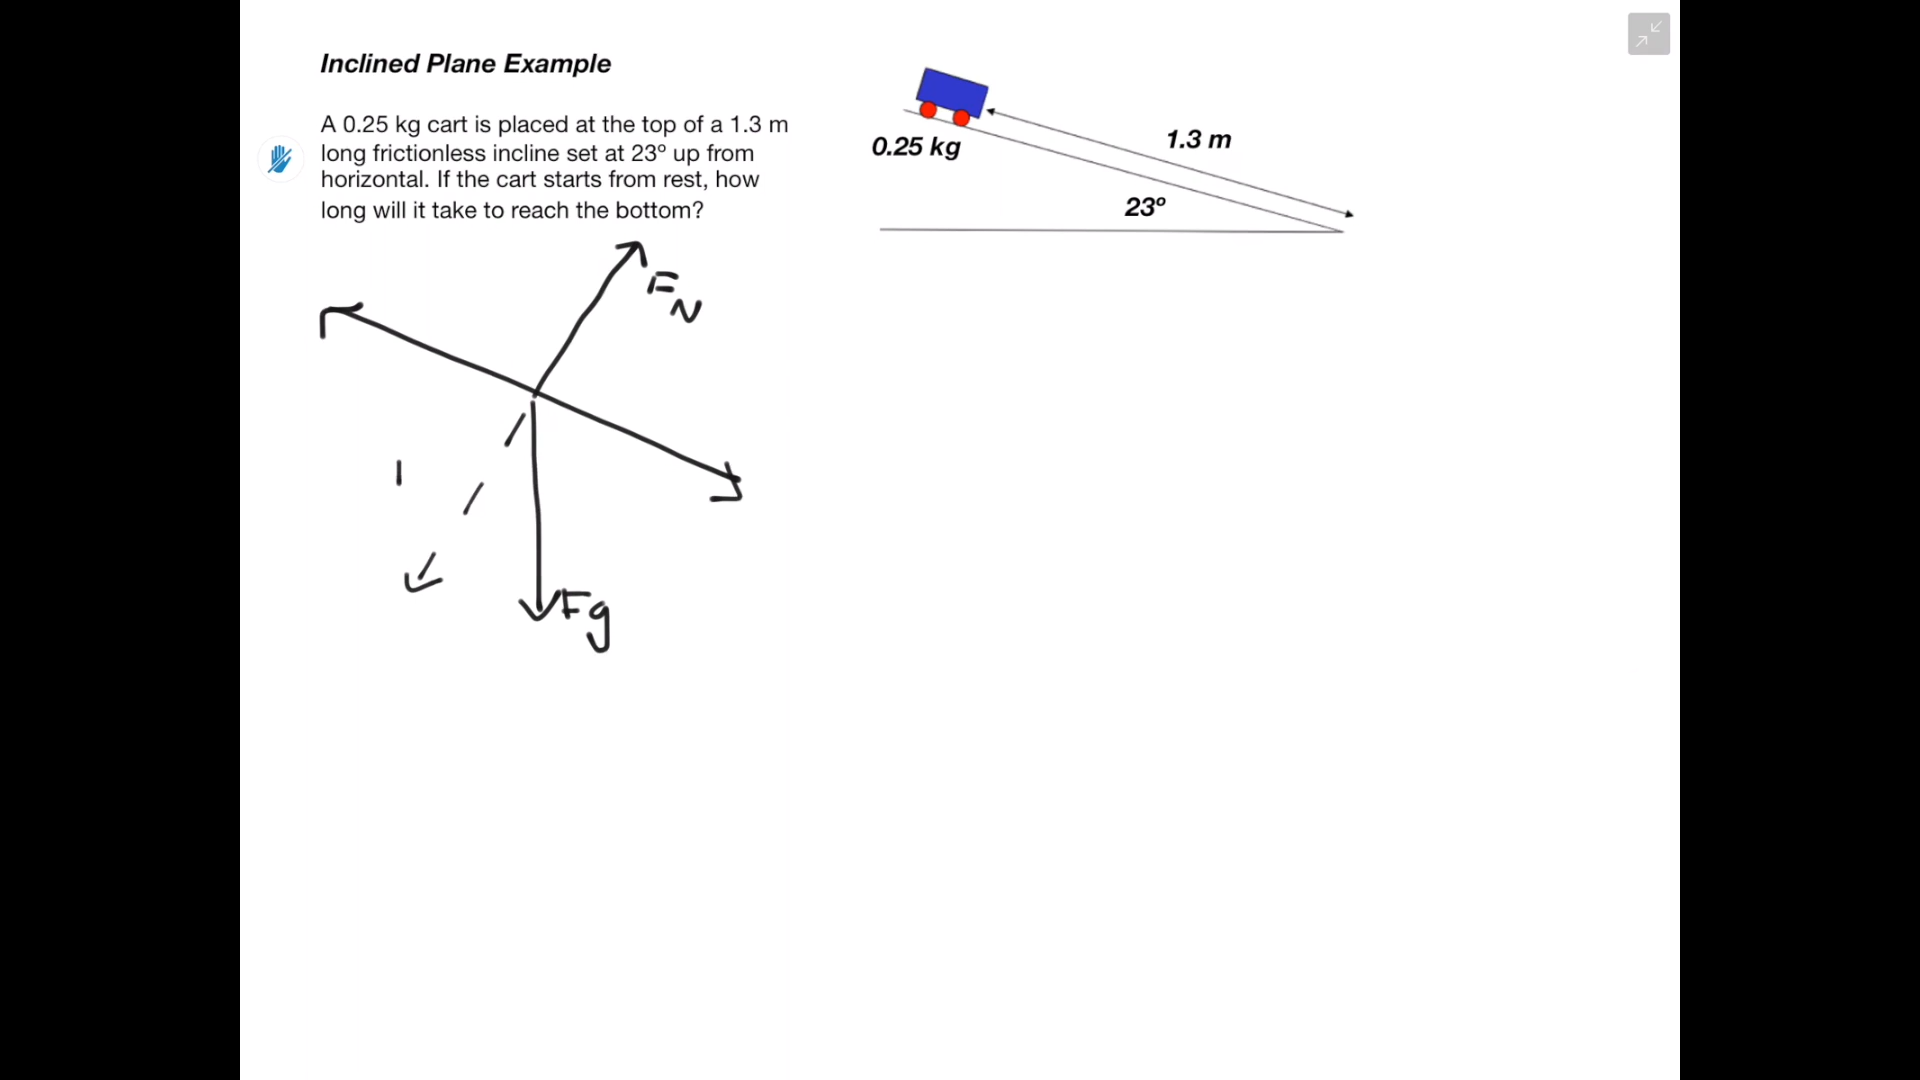 Inclined Plane Example
A 0.25 kg cart is placed at the top of a 1.3 m
long frictionless incline set at 23º up from
horizontal. If the cart starts from rest, how
long will it take to reach the bottom?
0.25 kg
1.3 m
23º
FN
Fg